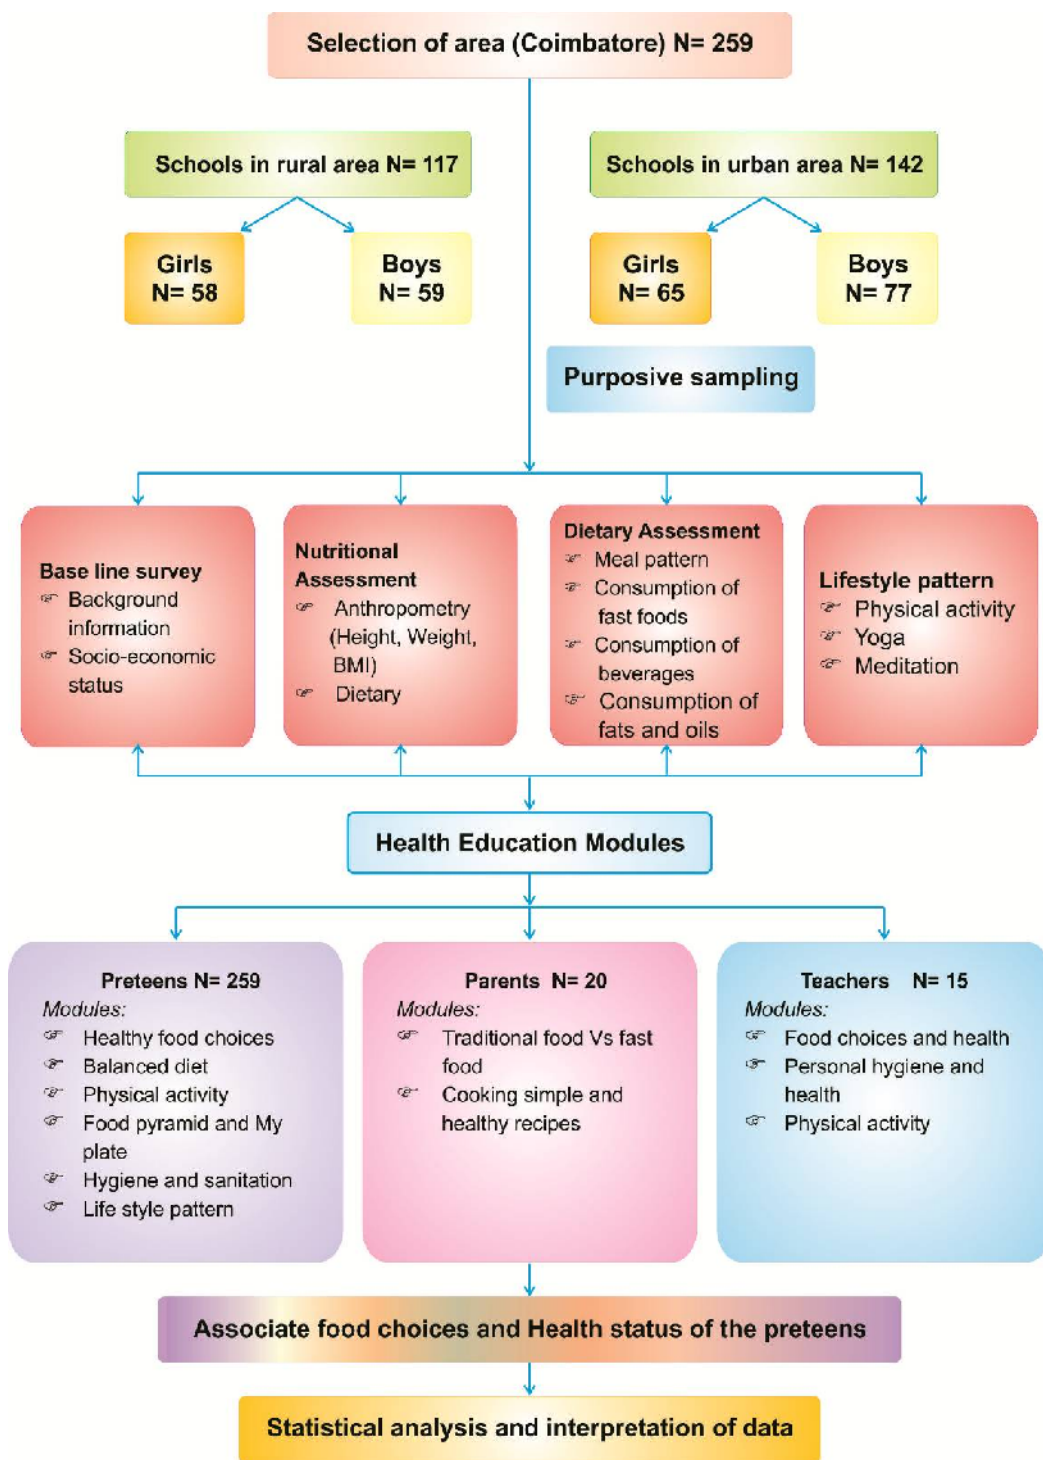 Selection of area (Coimbatore) N= 259
Schools in rural area N= 117
Schools in urban area N= 142
Girls
N= 58
Boys
N= 59
Girls
N= 65
Boys
N= 77
Purposive sampling
Base line survey
☞ Background
information
☞ Socio-economic
status
Nutritional
Assessment
☞ Anthropometry
(Height, Weight,
BMI)
☞ Dietary
Dietary Assessment
☞ Meal pattern
☞ Consumption of
fast foods
☞ Consumption of
beverages
☞ Consumption of
fats and oils
Lifestyle pattern
☞ Physical activity
☞ Yoga
☞ Meditation
Health Education Modules
Preteens N= 259
Modules:
☞ Healthy food choices
☞ Balanced diet
☞ Physical activity
☞ Food pyramid and My
plate
☞ Hygiene and sanitation
☞ Life style pattern
Parents N= 20
Modules:
☞ Traditional food Vs fast
food
☞ Cooking simple and
healthy recipes
Teachers N= 15
Modules:
☞ Food choices and health
☞ Personal hygiene and
health
☞ Physical activity
Associate food choices and Health status of the preteens
Statistical analysis and interpretation of data